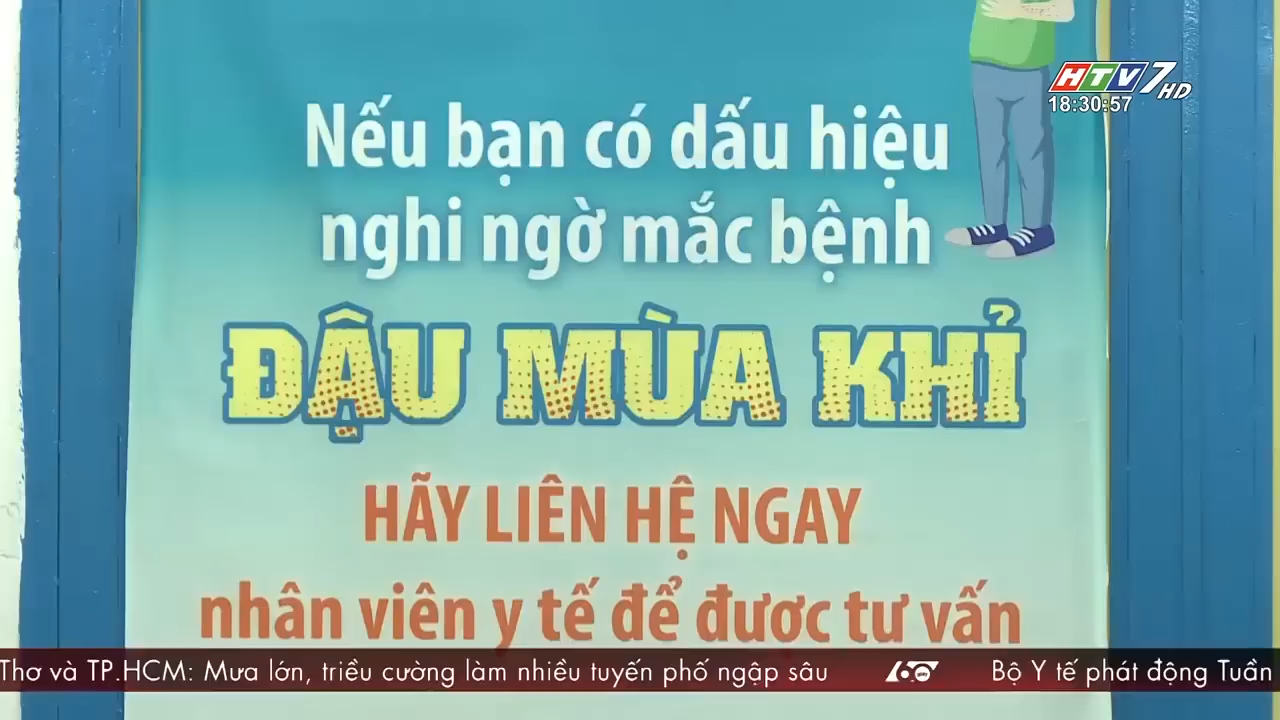 HTV7 HD
18:30:57
Nếu bạn có dấu hiệu
nghi ngờ mắc bệnh
ĐẬU MÙA KHỈ
HÃY LIÊN HỆ NGAY
nhân viên y tế để được tư vấn
Thơ và TP.HCM: Mưa lớn, triều cường làm nhiều tuyến phố ngập sâu 60 Bộ Y tế phát động Tuần